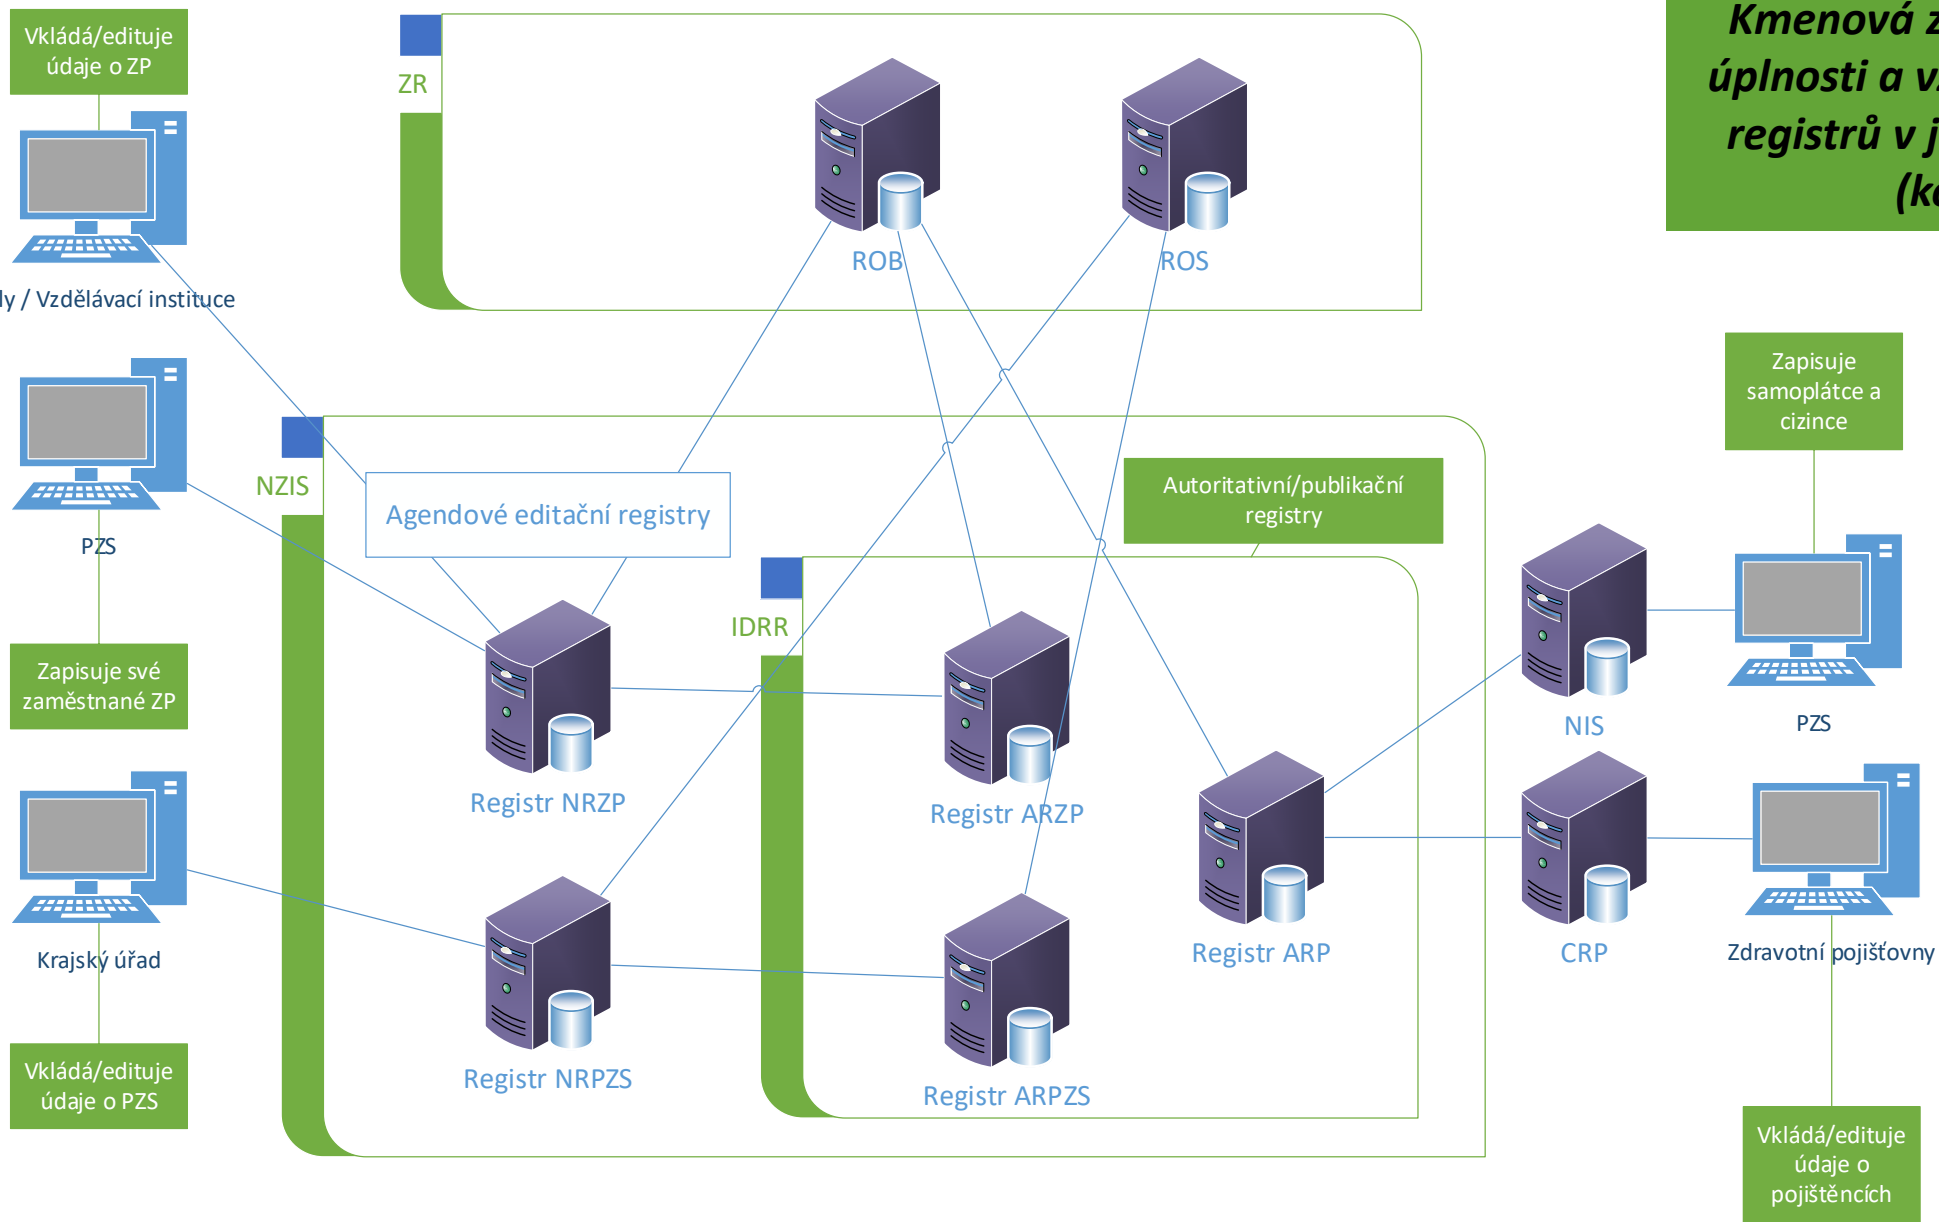 Vkládá/edituje
údaje o ZP
/ Vzdělávací instituce
PZS
Zapisuje své
zaměstnané ZP
Krajský úřad
Vkládá/edituje
údaje o PZS
ZR
ROB
ROS
NZIS
Agendové editační registry
Autoritativní/publikační
registry
IDRR
Registr NRZP
Registr ARZP
Registr ARP
Registr NRPZS
Registr ARPZS
Kmenová
úplnosti a
registrů v
Zapisuje
samoplátce a
cizince
NIS
PZS
CRP
Zdravotní pojišťovny
Vkládá/edituje
údaje o
pojištěncích